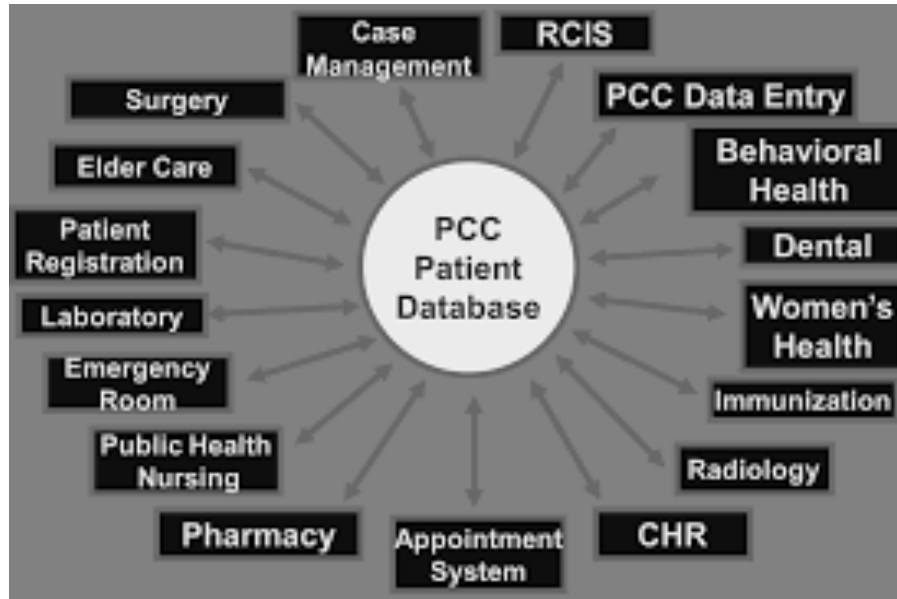 Case
Management
RCIS
Surgery
PCC Data Entry
Behavioral
Health
Elder Care
PCC
Patient
Database
Patient
Registration
Dental
Laboratory
Women's
Health
Emergency
Room
Immunization
Public Health
Nursing
Radiology
Pharmacy
Appointment
System
CHR